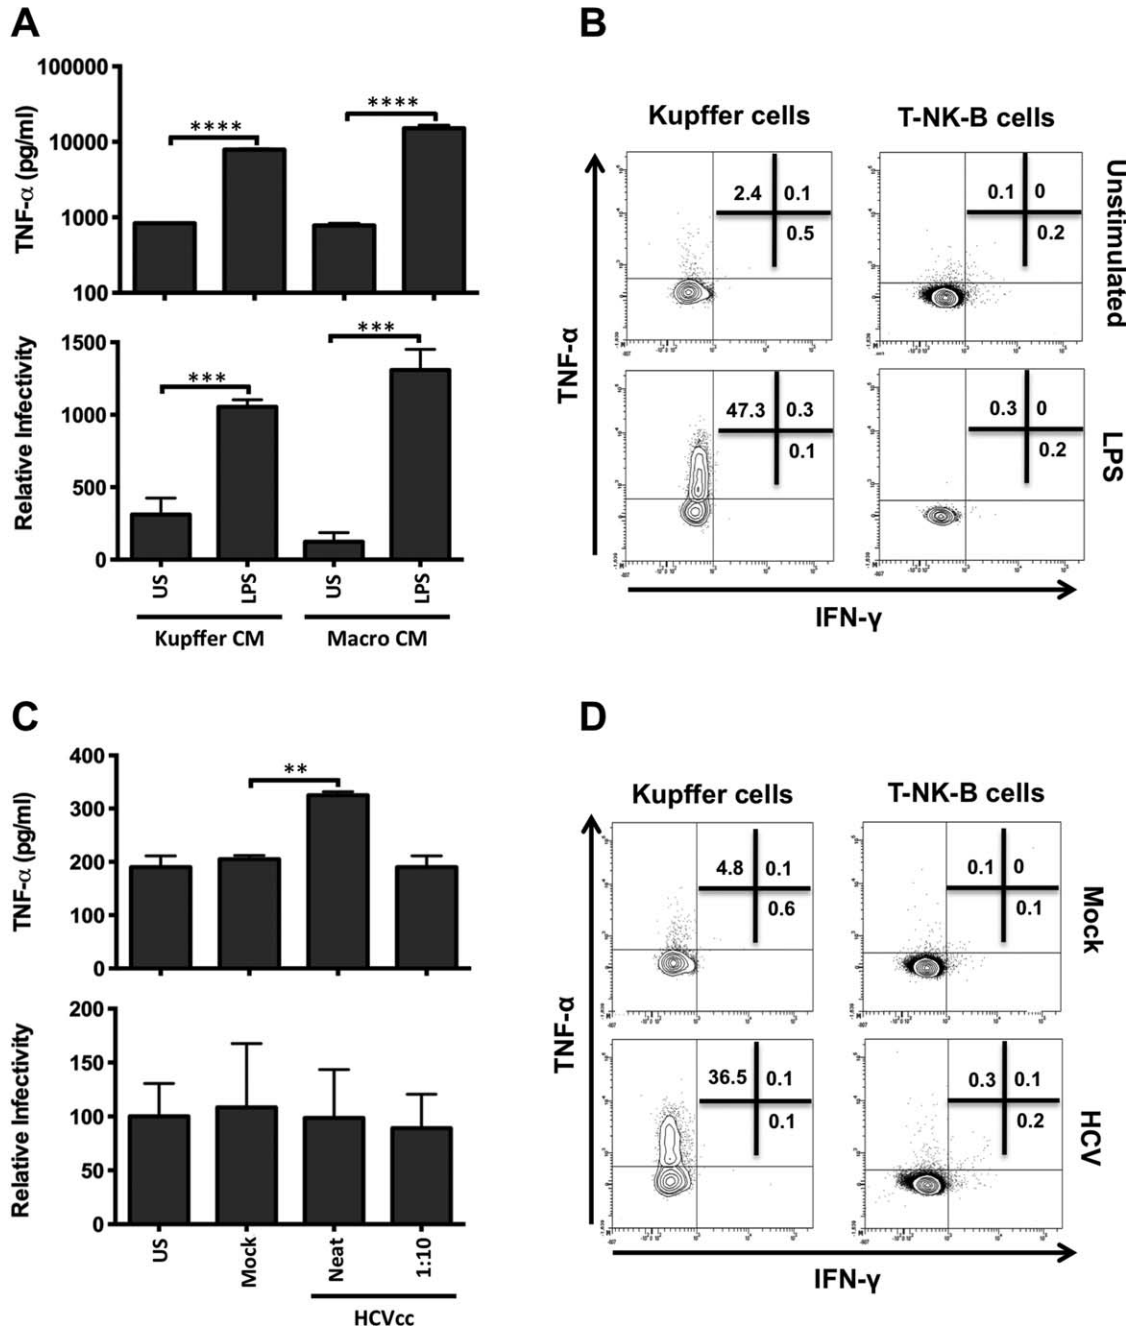 A
100000
10000
1000
100
TNF-α (pg/ml)
****
****
1500
1000
500
0
Relative Infectivity
***
***
US
LPS
US
LPS
Kupffer CM
Macro CM
B
Kupffer cells
T-NK-B cells
2.4 0.1
0.5
0.1 0
0.2
Unstimulated
47.3 0.3
0.1
0.3 0
0.2
LPS
TNF-α
IFN-γ
C
400
300
200
100
0
TNF-α (pg/ml)
**
200
150
100
50
0
Relative Infectivity
US
Mock
Neat
1:10
HCVcc
D
Kupffer cells
T-NK-B cells
4.8 0.1
0.6
0.1 0
0.1
Mock
36.5 0.1
0.1
0.3 0.1
0.2
HCV
TNF-α
IFN-γ